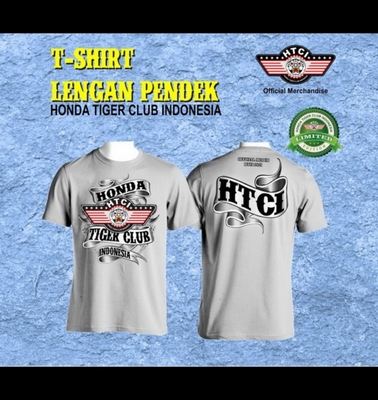 T-SHIRT
LENGAN PENDEK
HONDA TIGER CLUB INDONESIA
HTCI
Official Merchandise
LIMITED
HONDA
HTCI
TIGER CLUB
INDONESIA
HTCI